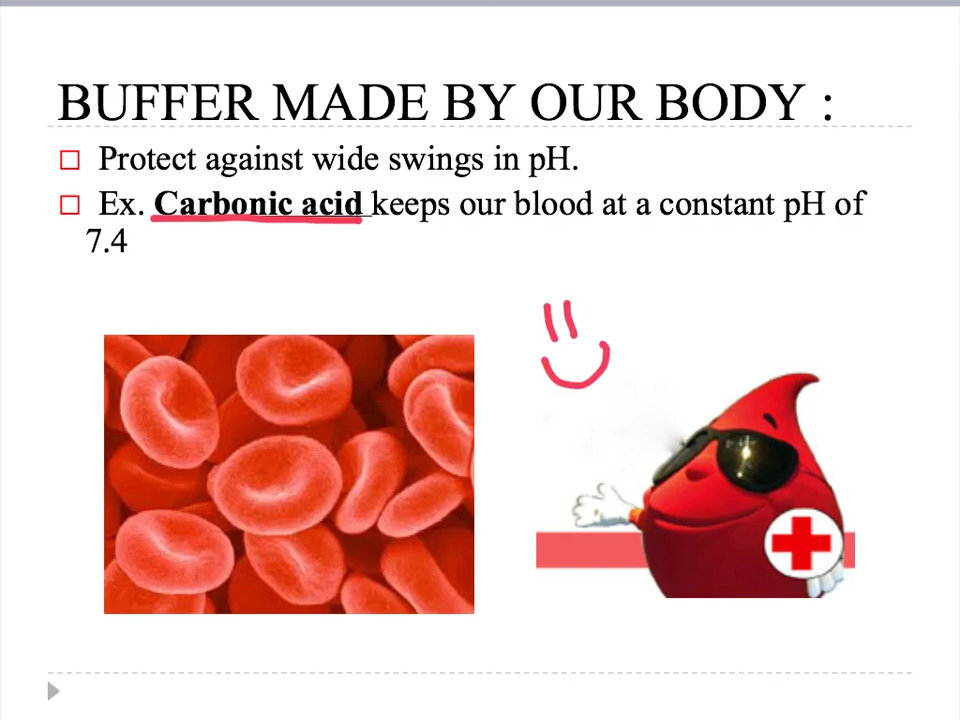 BUFFER MADE BY OUR BODY :
Protect against wide swings in pH.
Ex. Carbonic acid keeps our blood at a constant pH of
7.4